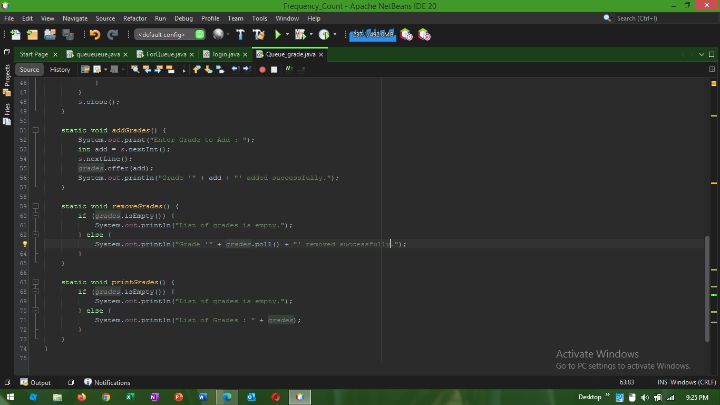 Frequency_Count - Apache NetBeans IDE 20
File Edit View Navigate Source Refactor Run Debug Profile Team Tools Window Help
Search (Ctrl+I)
<default config>
Start Page queueueue.java ForQueue.java login.java Queue_grade.java
Source History
Projects
Files
46 }
47 }
48 s.close();
49 }
50
51 static void addGrades() {
52 System.out.print("Enter Grade to Add : ");
53 int add = s.nextInt();
54 s.nextLine();
55 grades.offer(add);
56 System.out.println("Grade '" + add + "' added successfully.");
57 }
58
59 static void removeGrades() {
60 if (grades.isEmpty()) {
61 System.out.println("List of grades is empty.");
62 } else {
System.out.println("Grade '" + grades.poll() + "' removed successfully.");
64 }
65 }
66
67 static void printGrades() {
68 if (grades.isEmpty()) {
69 System.out.println("List of grades is empty.");
70 } else {
71 System.out.println("List of Grades : " + grades);
72 }
73 }
74 }
75
Activate Windows
Go to PC settings to activate Windows.
Output Notifications
63:83 INS Windows (CRLF)
Desktop 9:25 PM